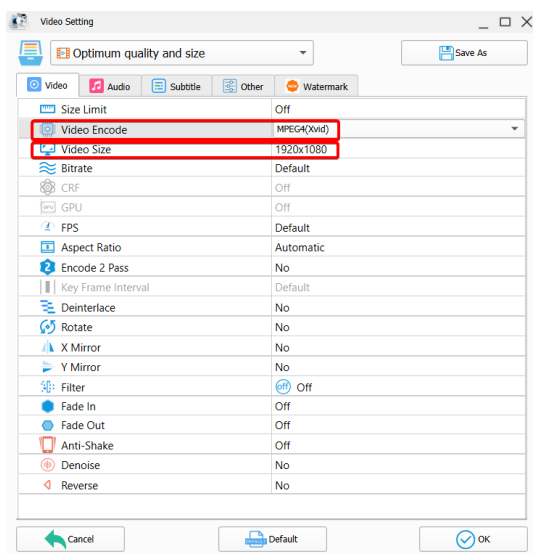 Video Setting
Optimum quality and size
Save As
Video Audio Subtitle Other Watermark
Size Limit Off
Video Encode MPEG4(Xvid)
Video Size 1920x1080
Bitrate Default
CRF Off
GPU Off
FPS Default
Aspect Ratio Automatic
2 Encode 2 Pass No
Key Frame Interval Default
Deinterlace No
Rotate No
X Mirror No
Y Mirror No
Filter off Off
Fade In Off
Fade Out Off
Anti-Shake Off
Denoise No
Reverse No
Cancel Default OK